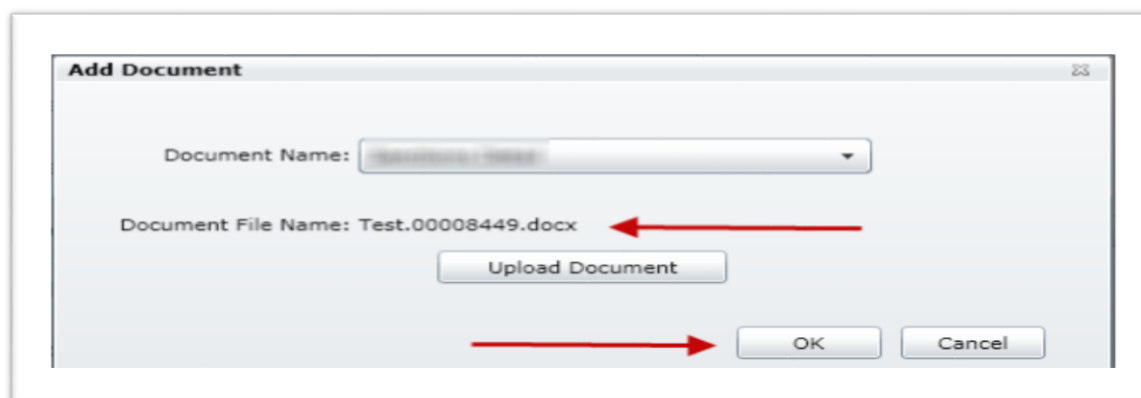 Add Document
Document Name:
Document File Name: Test.00008449.docx
Upload Document
OK Cancel